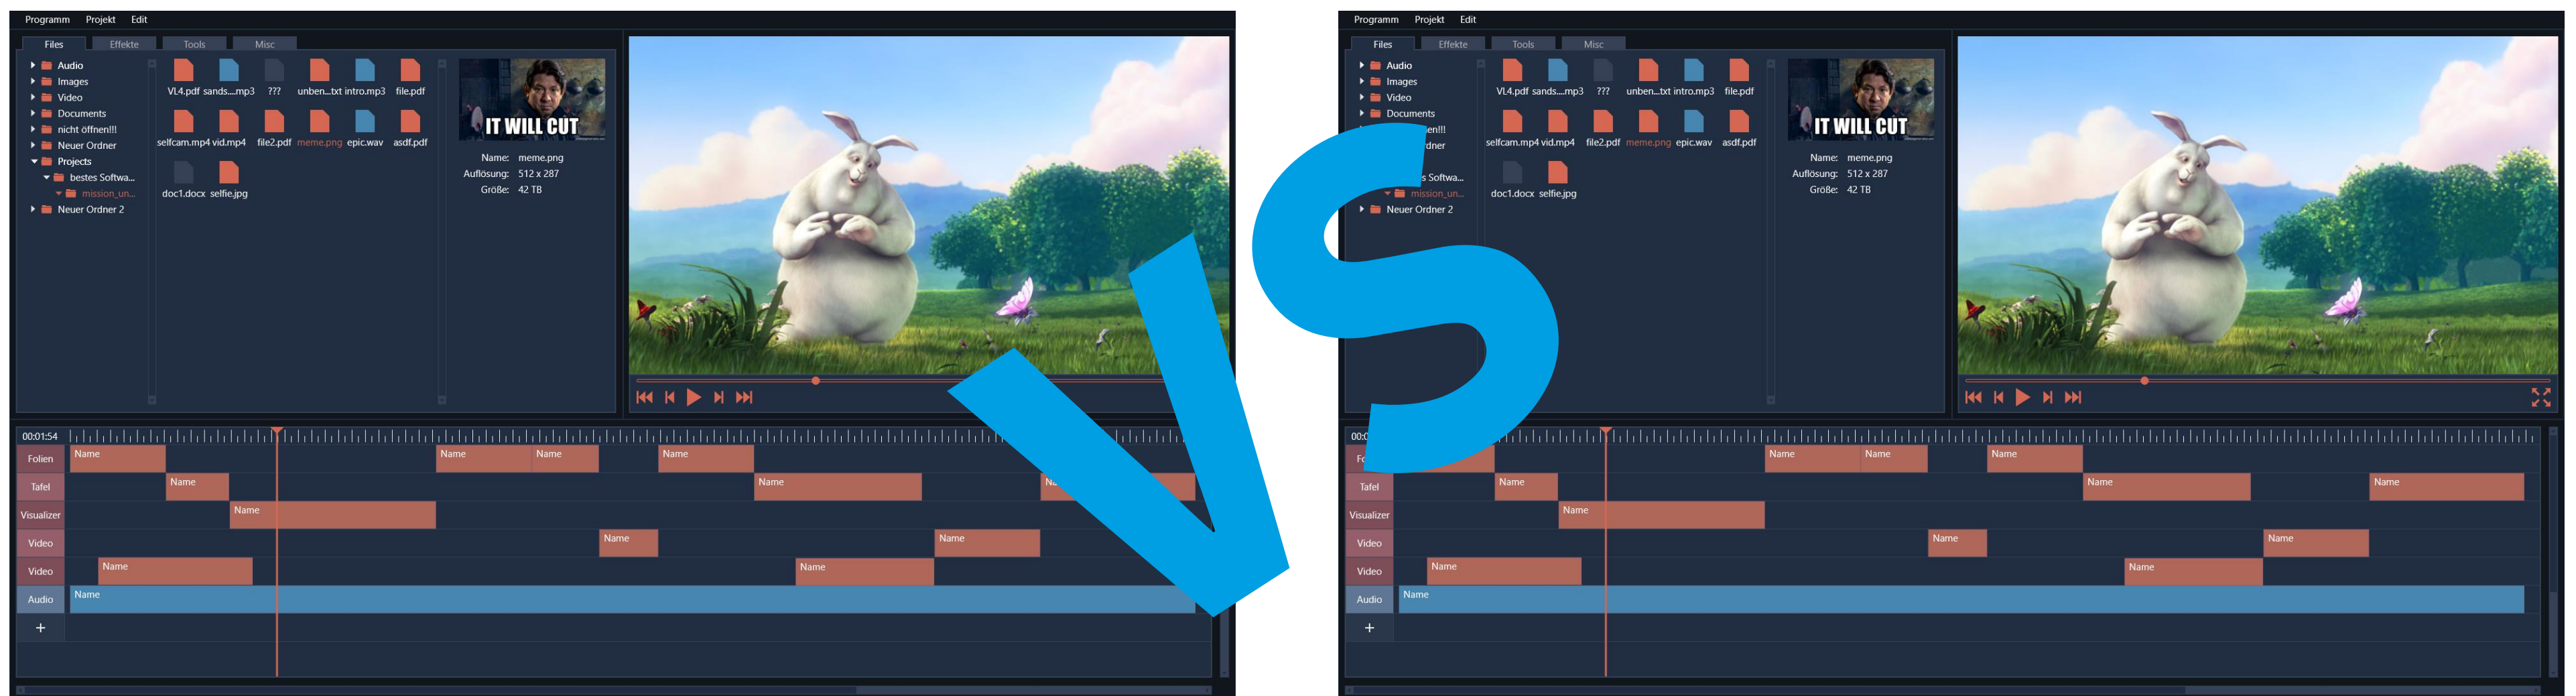 Programm Projekt Edit
Files Effekte Tools Misc
Audio
Images
Video
Documents
nicht öffnen!!!
Neuer Ordner
Projects
bestes Softwa...
mission_un...
Neuer Ordner 2
VL4.pdf sands....mp3 ??? unben...txt intro.mp3 file.pdf
selfcam.mp4 vid.mp4 file2.pdf meme.png epic.wav asdf.pdf
doc1.docx selfie.jpg
IT WILL CUT
Name: meme.png
Auflösung: 512 x 287
Größe: 42 TB
00:01:54
Folien Name Name Name Name
Tafel Name Name
Visualizer Name
Video Name Name
Video Name Name
Audio Name
+
VS
Programm Projekt Edit
Files Effekte Tools Misc
Audio
Images
Video
Documents
Neuer Ordner 2
VL4.pdf sands....mp3 ??? unben...txt intro.mp3 file.pdf
selfcam.mp4 vid.mp4 file2.pdf meme.png epic.wav asdf.pdf
doc1.docx selfie.jpg
mission_un...
IT WILL CUT
Name: meme.png
Auflösung: 512 x 287
Größe: 42 TB
Name Name Name
Tafel Name Name Name
Visualizer Name
Video Name Name
Video Name Name
Audio Name
+